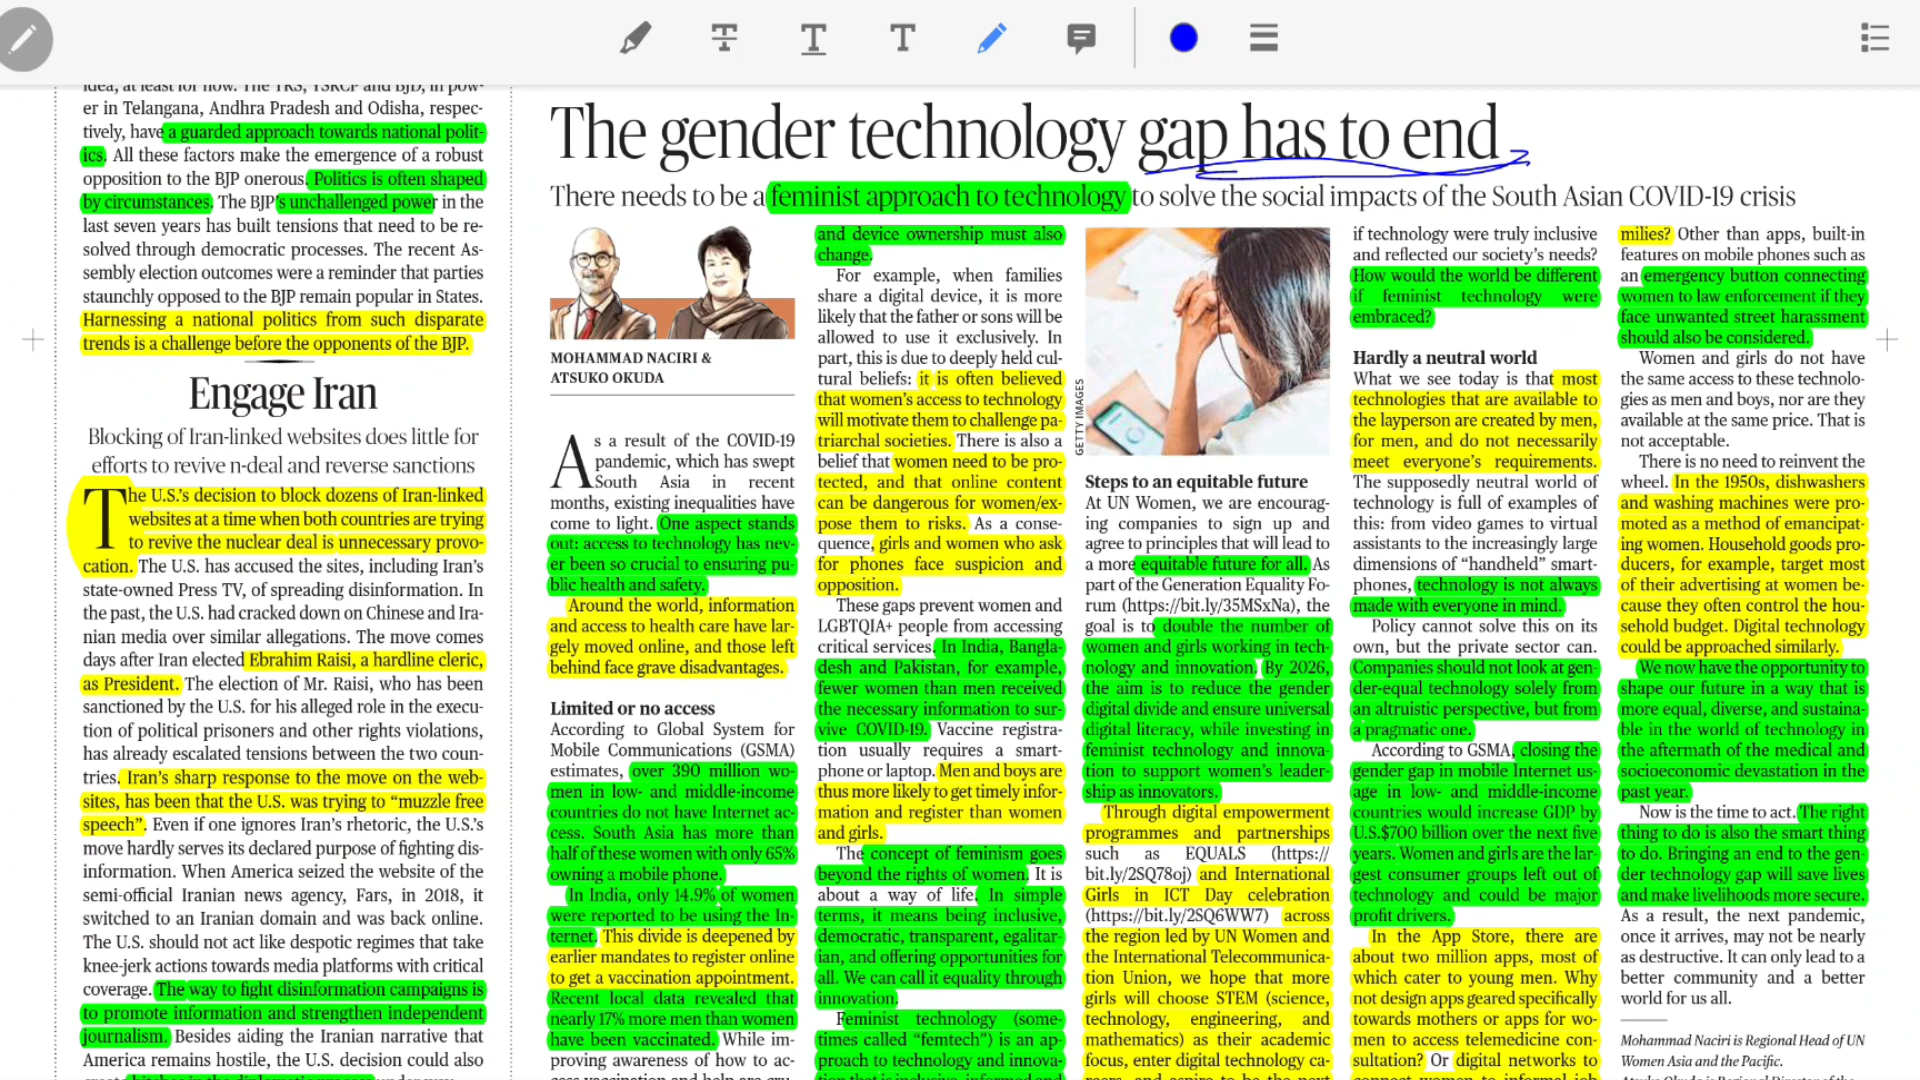 idea, at least for now. The TRS, YSRCP and BJD, in pow-
er in Telangana, Andhra Pradesh and Odisha, respec-
tively, have a guarded approach towards national polit-
ics. All these factors make the emergence of a robust
opposition to the BJP onerous. Politics is often shaped
by circumstances. The BJP's unchallenged power in the
last seven years has built tensions that need to be re-
solved through democratic processes. The recent As-
sembly election outcomes were a reminder that parties
staunchly opposed to the BJP remain popular in States.
Harnessing a national politics from such disparate
trends is a challenge before the opponents of the BJP.
Engage Iran
Blocking of Iran-linked websites does little for
efforts to revive n-deal and reverse sanctions
The U.S.'s decision to block dozens of Iran-linked
websites at a time when both countries are trying
to revive the nuclear deal is unnecessary provo-
cation. The U.S. has accused the sites, including Iran's
state-owned Press TV, of spreading disinformation. In
the past, the U.S. had cracked down on Chinese and Ira-
nian media over similar allegations. The move comes
days after Iran elected Ebrahim Raisi, a hardline cleric,
as President. The election of Mr. Raisi, who has been
sanctioned by the U.S. for his alleged role in the execu-
tion of political prisoners and other rights violations,
has already escalated tensions between the two coun-
tries. Iran's sharp response to the move on the web-
sites, has been that the U.S. was trying to “muzzle free
speech”. Even if one ignores Iran's rhetoric, the U.S.'s
move hardly serves its declared purpose of fighting dis-
information. When America seized the website of the
semi-official Iranian news agency, Fars, in 2018, it
switched to an Iranian domain and was back online.
The U.S. should not act like despotic regimes that take
knee-jerk actions towards media platforms with critical
coverage. The way to fight disinformation campaigns is
to promote information and strengthen independent
journalism. Besides aiding the Iranian narrative that
America remains hostile, the U.S. decision could also
The gender technology gap has to end
There needs to be a feminist approach to technology to solve the social impacts of the South Asian COVID-19 crisis
MOHAMMAD NACIRI &
ATSUKO OKUDA
As a result of the COVID-19
pandemic, which has swept
South Asia in recent
months, existing inequalities have
come to light. One aspect stands
out: access to technology has nev-
er been so crucial to ensuring pu-
blic health and safety.
Around the world, information
and access to health care have lar-
gely moved online, and those left
behind face grave disadvantages.
Limited or no access
According to Global System for
Mobile Communications (GSMA)
estimates, over 390 million wo-
men in low- and middle-income
countries do not have Internet ac-
cess. South Asia has more than
half of these women with only 65%
owning a mobile phone.
In India, only 14.9% of women
were reported to be using the In-
ternet. This divide is deepened by
earlier mandates to register online
to get a vaccination appointment.
Recent local data revealed that
nearly 17% more men than women
have been vaccinated. While im-
proving awareness of how to ac-
cess vaccination and help are cru-
and device ownership must also
change.
For example, when families
share a digital device, it is more
likely that the father or sons will be
allowed to use it exclusively. In
part, this is due to deeply held cul-
tural beliefs: it is often believed
that women's access to technology
will motivate them to challenge pa-
triarchal societies. There is also a
belief that women need to be pro-
tected, and that online content
can be dangerous for women/ex-
pose them to risks. As a conse-
quence, girls and women who ask
for phones face suspicion and
opposition.
These gaps prevent women and
LGBTQIA+ people from accessing
critical services. In India, Bangla-
desh and Pakistan, for example,
fewer women than men received
the necessary information to sur-
vive COVID-19. Vaccine registra-
tion usually requires a smart-
phone or laptop. Men and boys are
thus more likely to get timely infor-
mation and register than women
and girls.
The concept of feminism goes
beyond the rights of women. It is
about a way of life. In simple
terms, it means being inclusive,
democratic, transparent, egalitar-
ian, and offering opportunities for
all. We can call it equality through
innovation.
Feminist technology (some-
times called “femtech”) is an ap-
proach to technology and innova-
tion that is inclusive, informed and
GETTY IMAGES
Steps to an equitable future
At UN Women, we are encourag-
ing companies to sign up and
agree to principles that will lead to
a more equitable future for all. As
part of the Generation Equality Fo-
rum (https://bit.ly/35MSxNa), the
goal is to double the number of
women and girls working in tech-
nology and innovation. By 2026,
the aim is to reduce the gender
digital divide and ensure universal
digital literacy, while investing in
feminist technology and innova-
tion to support women's leader-
ship as innovators.
Through digital empowerment
programmes and partnerships
such as EQUALS (https://
bit.ly/2SQ78oj) and International
Girls in ICT Day celebration
(https://bit.ly/2SQ6WW7) across
the region led by UN Women and
the International Telecommunica-
tion Union, we hope that more
girls will choose STEM (science,
technology, engineering, and
mathematics) as their academic
focus, enter digital technology ca-
reers, and aspire to be the next
if technology were truly inclusive
and reflected our society's needs?
How would the world be different
if feminist technology were
embraced?
Hardly a neutral world
What we see today is that most
technologies that are available to
the layperson are created by men,
for men, and do not necessarily
meet everyone's requirements.
The supposedly neutral world of
technology is full of examples of
this: from video games to virtual
assistants to the increasingly large
dimensions of “handheld” smart-
phones, technology is not always
made with everyone in mind.
Policy cannot solve this on its
own, but the private sector can.
Companies should not look at gen-
der-equal technology solely from
an altruistic perspective, but from
a pragmatic one.
According to GSMA, closing the
gender gap in mobile Internet us-
age in low- and middle-income
countries would increase GDP by
U.S.$700 billion over the next five
years. Women and girls are the lar-
gest consumer groups left out of
technology and could be major
profit drivers.
In the App Store, there are
about two million apps, most of
which cater to young men. Why
not design apps geared specifically
towards mothers or apps for wo-
men to access telemedicine con-
sultation? Or digital networks to
connect women to informal job
milies? Other than apps, built-in
features on mobile phones such as
an emergency button connecting
women to law enforcement if they
face unwanted street harassment
should also be considered.
Women and girls do not have
the same access to these technolo-
gies as men and boys, nor are they
available at the same price. That is
not acceptable.
There is no need to reinvent the
wheel. In the 1950s, dishwashers
and washing machines were pro-
moted as a method of emancipat-
ing women. Household goods pro-
ducers, for example, target most
of their advertising at women be-
cause they often control the hou-
sehold budget. Digital technology
could be approached similarly.
We now have the opportunity to
shape our future in a way that is
more equal, diverse, and sustaina-
ble in the world of technology in
the aftermath of the medical and
socioeconomic devastation in the
past year.
Now is the time to act. The right
thing to do is also the smart thing
to do. Bringing an end to the gen-
der technology gap will save lives
and make livelihoods more secure.
As a result, the next pandemic,
once it arrives, may not be nearly
as destructive. It can only lead to a
better community and a better
world for us all.
Mohammad Naciri is Regional Head of UN
Women Asia and the Pacific.